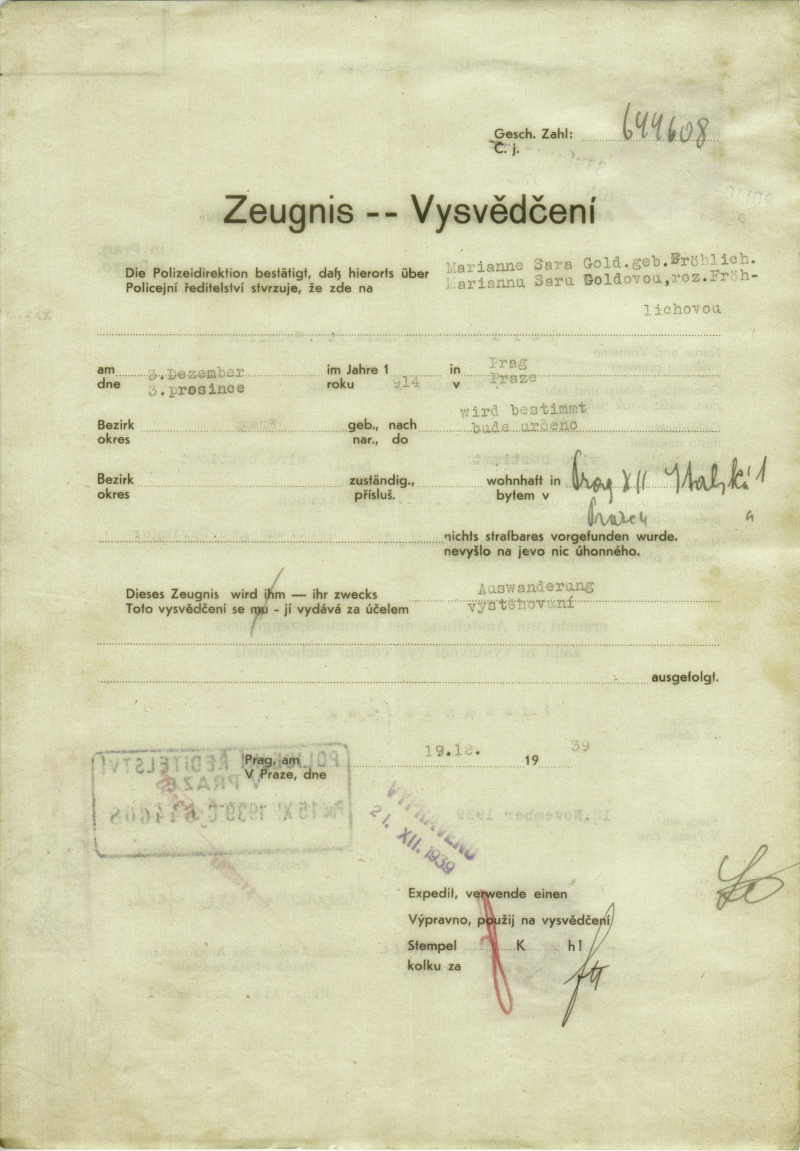 Gesch. Zahl: 644608
Č. j.
Zeugnis -- Vysvědčení
Die Polizeidirektion bestätigt, daß hierorts über Marianne Sara Gold.geb.Fröhlich.
Policejní ředitelství stvrzuje, že zde na Mariannu Saru Goldovou,roz.Fröh-
lichovou
am 3.Dezember im Jahre 1 in Prag
dne 3.prosince roku 914 v Praze
wird bestimmt
Bezirk geb., nach bude určeno
okres nar., do
Bezirk zuständig., wohnhaft in Prag XII Italská 1
okres přísluš. bytem v
nichts strafbares vorgefunden wurde.
nevyšlo na jevo nic úhonného.
Dieses Zeugnis wird ihm — ihr zwecks Auswanderung
Toto vysvědčení se mu - jí vydává za účelem vystěhování
ausgefolgt.
Prag, am 19.12. 19 39
V Praze, dne
POLICEJNÍ ŘEDITELSTVÍ
V PRAZE
VYPRAVENO
21. XII. 1939
Expedit, verwende einen
Výpravno, použij na vysvědčení
Stempel K h!
kolku za